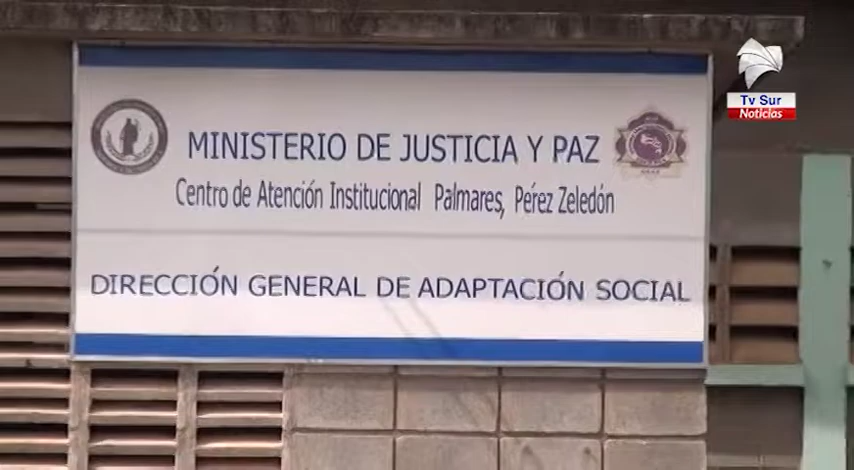 MINISTERIO DE JUSTICIA Y PAZ
Centro de Atención Institucional Palmares, Pérez Zeledón
DIRECCIÓN GENERAL DE ADAPTACIÓN SOCIAL
Tv Sur
Noticias